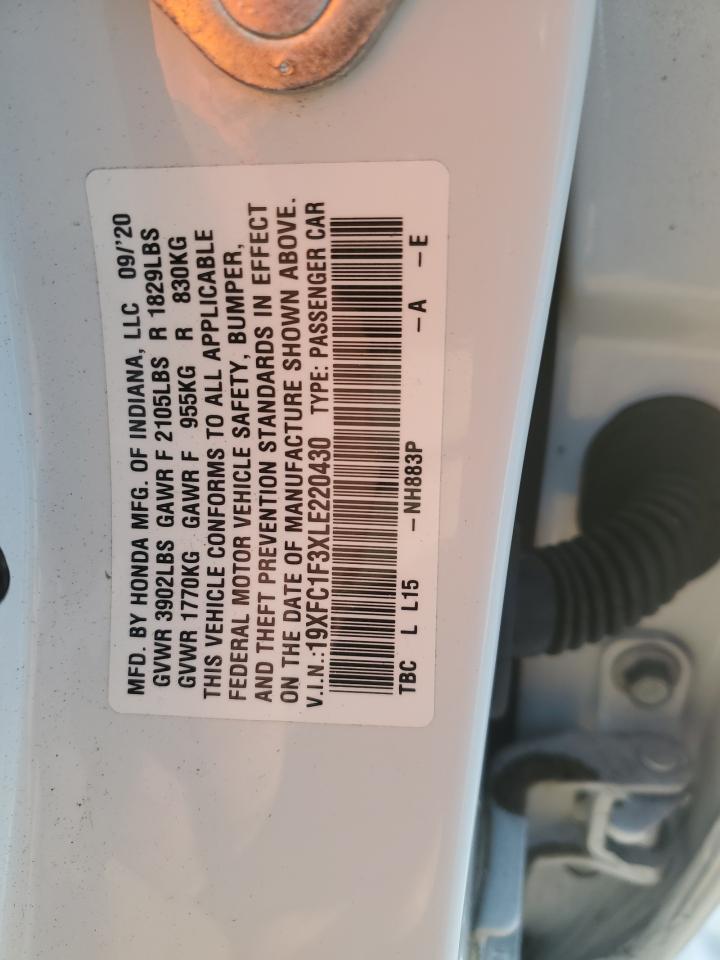 MFD. BY HONDA MFG. OF INDIANA, LLC 09/'20
GVWR 3902LBS GAWR F 2105LBS R 1829LBS
GVWR 1770KG GAWR F 955KG R 830KG
THIS VEHICLE CONFORMS TO ALL APPLICABLE
FEDERAL MOTOR VEHICLE SAFETY, BUMPER,
AND THEFT PREVENTION STANDARDS IN EFFECT
ON THE DATE OF MANUFACTURE SHOWN ABOVE.
V.I.N.:19XFC1F3XLE220430 TYPE: PASSENGER CAR
TBC L L15 -NH883P -A -E